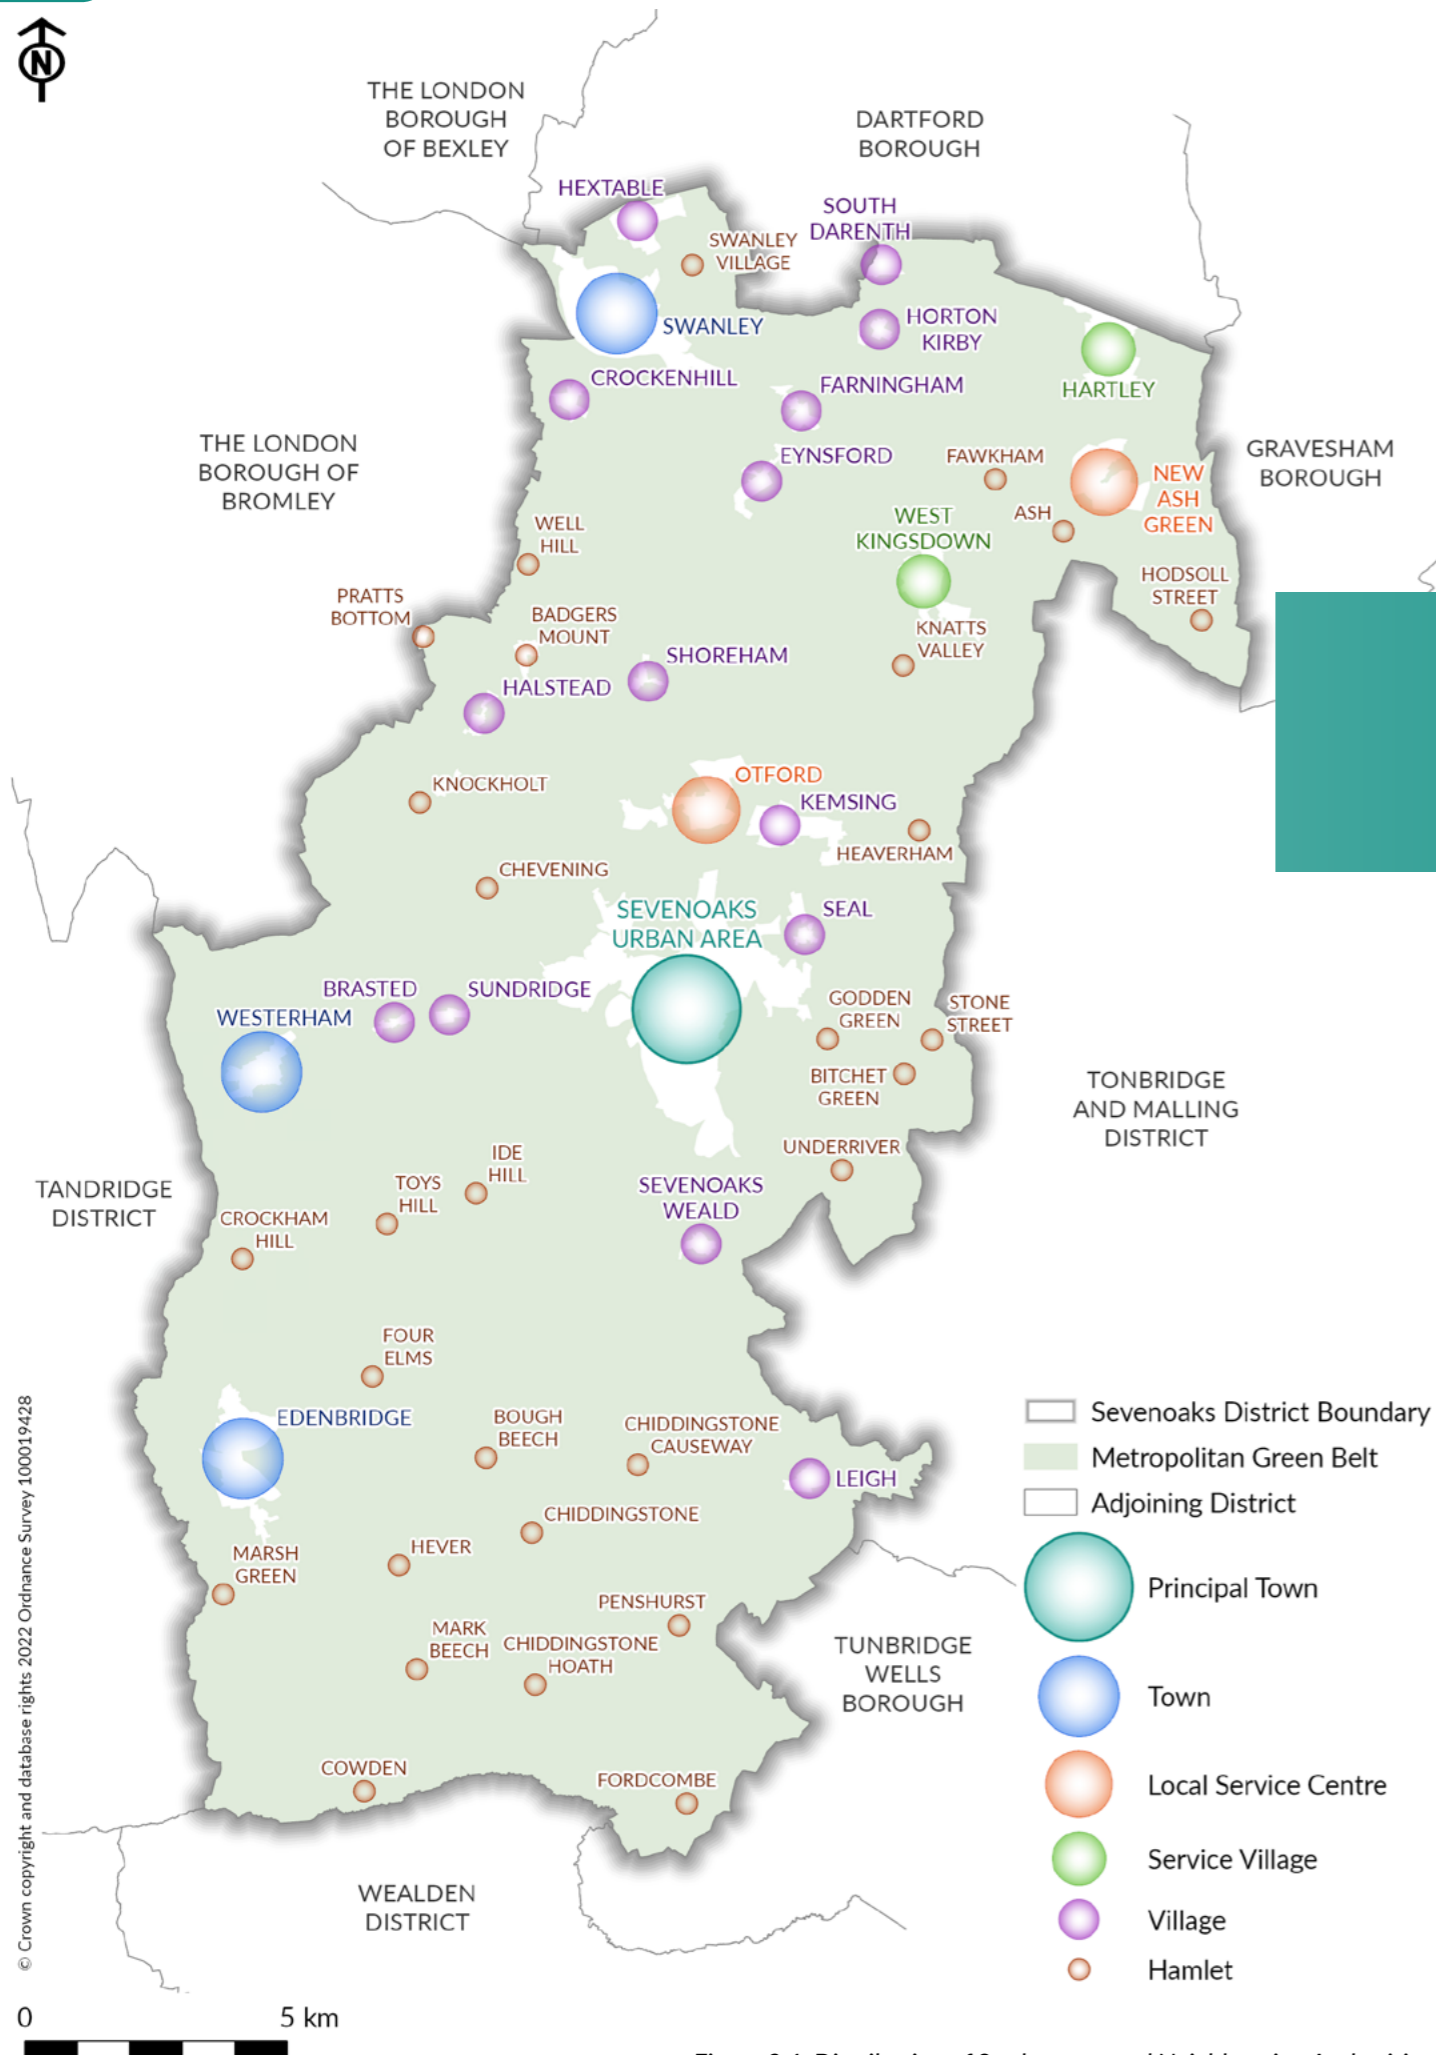 N
THE LONDON
BOROUGH
OF BEXLEY
DARTFORD
BOROUGH
HEXTABLE
SOUTH
DARENTH
SWANLEY
VILLAGE
SWANLEY
HORTON
KIRBY
CROCKENHILL
FARNINGHAM
HARTLEY
THE LONDON
BOROUGH OF
BROMLEY
EYNSFORD
FAWKHAM
GRAVESHAM
BOROUGH
NEW
ASH
GREEN
WEST
KINGSDOWN
ASH
WELL
HILL
HODSOLL
STREET
PRATTS
BOTTOM
BADGERS
MOUNT
KNATTS
VALLEY
SHOREHAM
HALSTEAD
OTFORD
KNOCKHOLT
KEMSING
HEAVERHAM
CHEVENING
SEVENOAKS
URBAN AREA
SEAL
BRASTED
SUNDRIDGE
WESTERHAM
GODDEN
GREEN
STONE
STREET
BITCHET
GREEN
TONBRIDGE
AND MALLING
DISTRICT
UNDERRIVER
IDE
HILL
TOYS
HILL
SEVENOAKS
WEALD
TANDRIDGE
DISTRICT
CROCKHAM
HILL
FOUR
ELMS
EDENBRIDGE
BOUGH
BEECH
CHIDDINGSTONE
CAUSEWAY
LEIGH
CHIDDINGSTONE
HEVER
MARSH
GREEN
PENSHURST
MARK
BEECH
CHIDDINGSTONE
HOATH
TUNBRIDGE
WELLS
BOROUGH
COWDEN
FORDCOMBE
WEALDEN
DISTRICT
Sevenoaks District Boundary
Metropolitan Green Belt
Adjoining District
Principal Town
Town
Local Service Centre
Service Village
Village
Hamlet
© Crown copyright and database rights 2022 Ordnance Survey 100019428
0 5 km